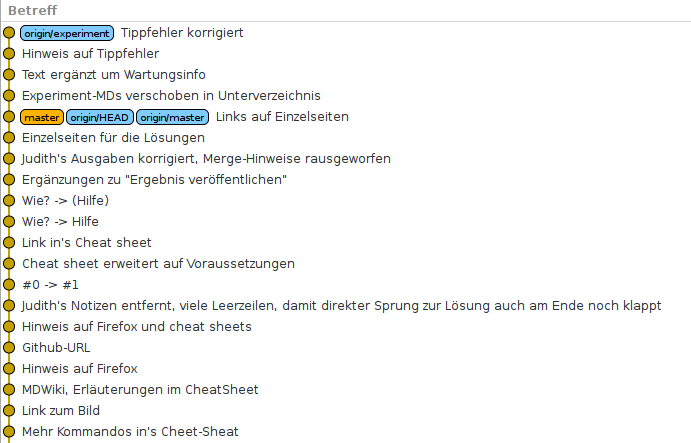 Betreff
origin/experiment Tippfehler korrigiert
Hinweis auf Tippfehler
Text ergänzt um Wartungsinfo
Experiment-MDs verschoben in Unterverzeichnis
master origin/HEAD origin/master Links auf Einzelseiten
Einzelseiten für die Lösungen
Judith's Ausgaben korrigiert, Merge-Hinweise rausgeworfen
Ergänzungen zu "Ergebnis veröffentlichen"
Wie? -> (Hilfe)
Wie? -> Hilfe
Link in's Cheat sheet
Cheat sheet erweitert auf Voraussetzungen
#0 -> #1
Judith's Notizen entfernt, viele Leerzeilen, damit direkter Sprung zur Lösung auch am Ende noch klappt
Hinweis auf Firefox und cheat sheets
Github-URL
Hinweis auf Firefox
MDWiki, Erläuterungen im CheatSheet
Link zum Bild
Mehr Kommandos in's Cheet-Sheat